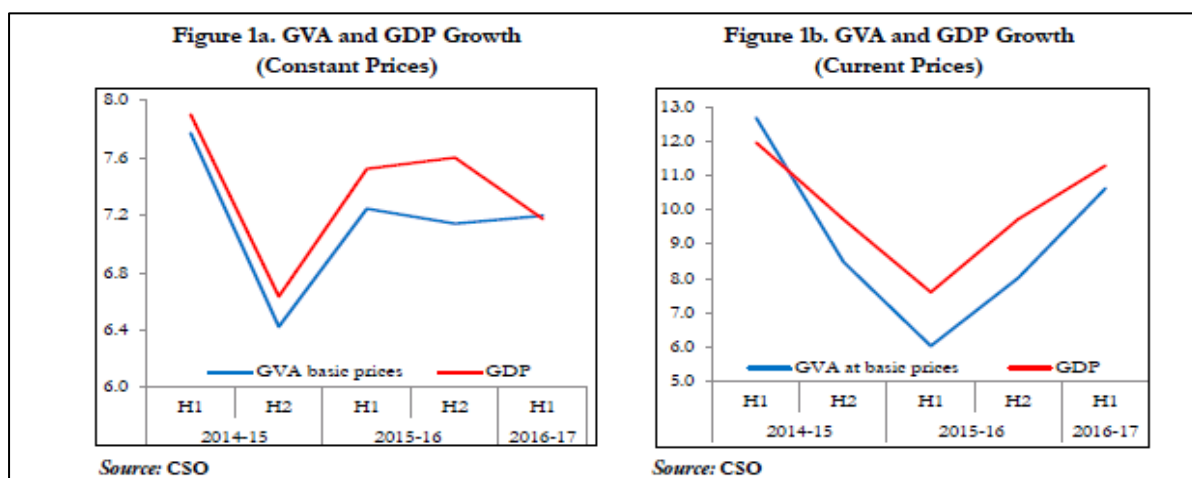 Figure 1a. GVA and GDP Growth
(Constant Prices)
8.0
7.6
7.2
6.8
6.4
6.0
GVA basic prices GDP
H1 H2 H1 H2 H1
2014-15 2015-16 2016-17
Source: CSO
Figure 1b. GVA and GDP Growth
(Current Prices)
13.0
12.0
11.0
10.0
9.0
8.0
7.0
6.0
5.0
GVA at basic prices GDP
H1 H2 H1 H2 H1
2014-15 2015-16 2016-17
Source: CSO